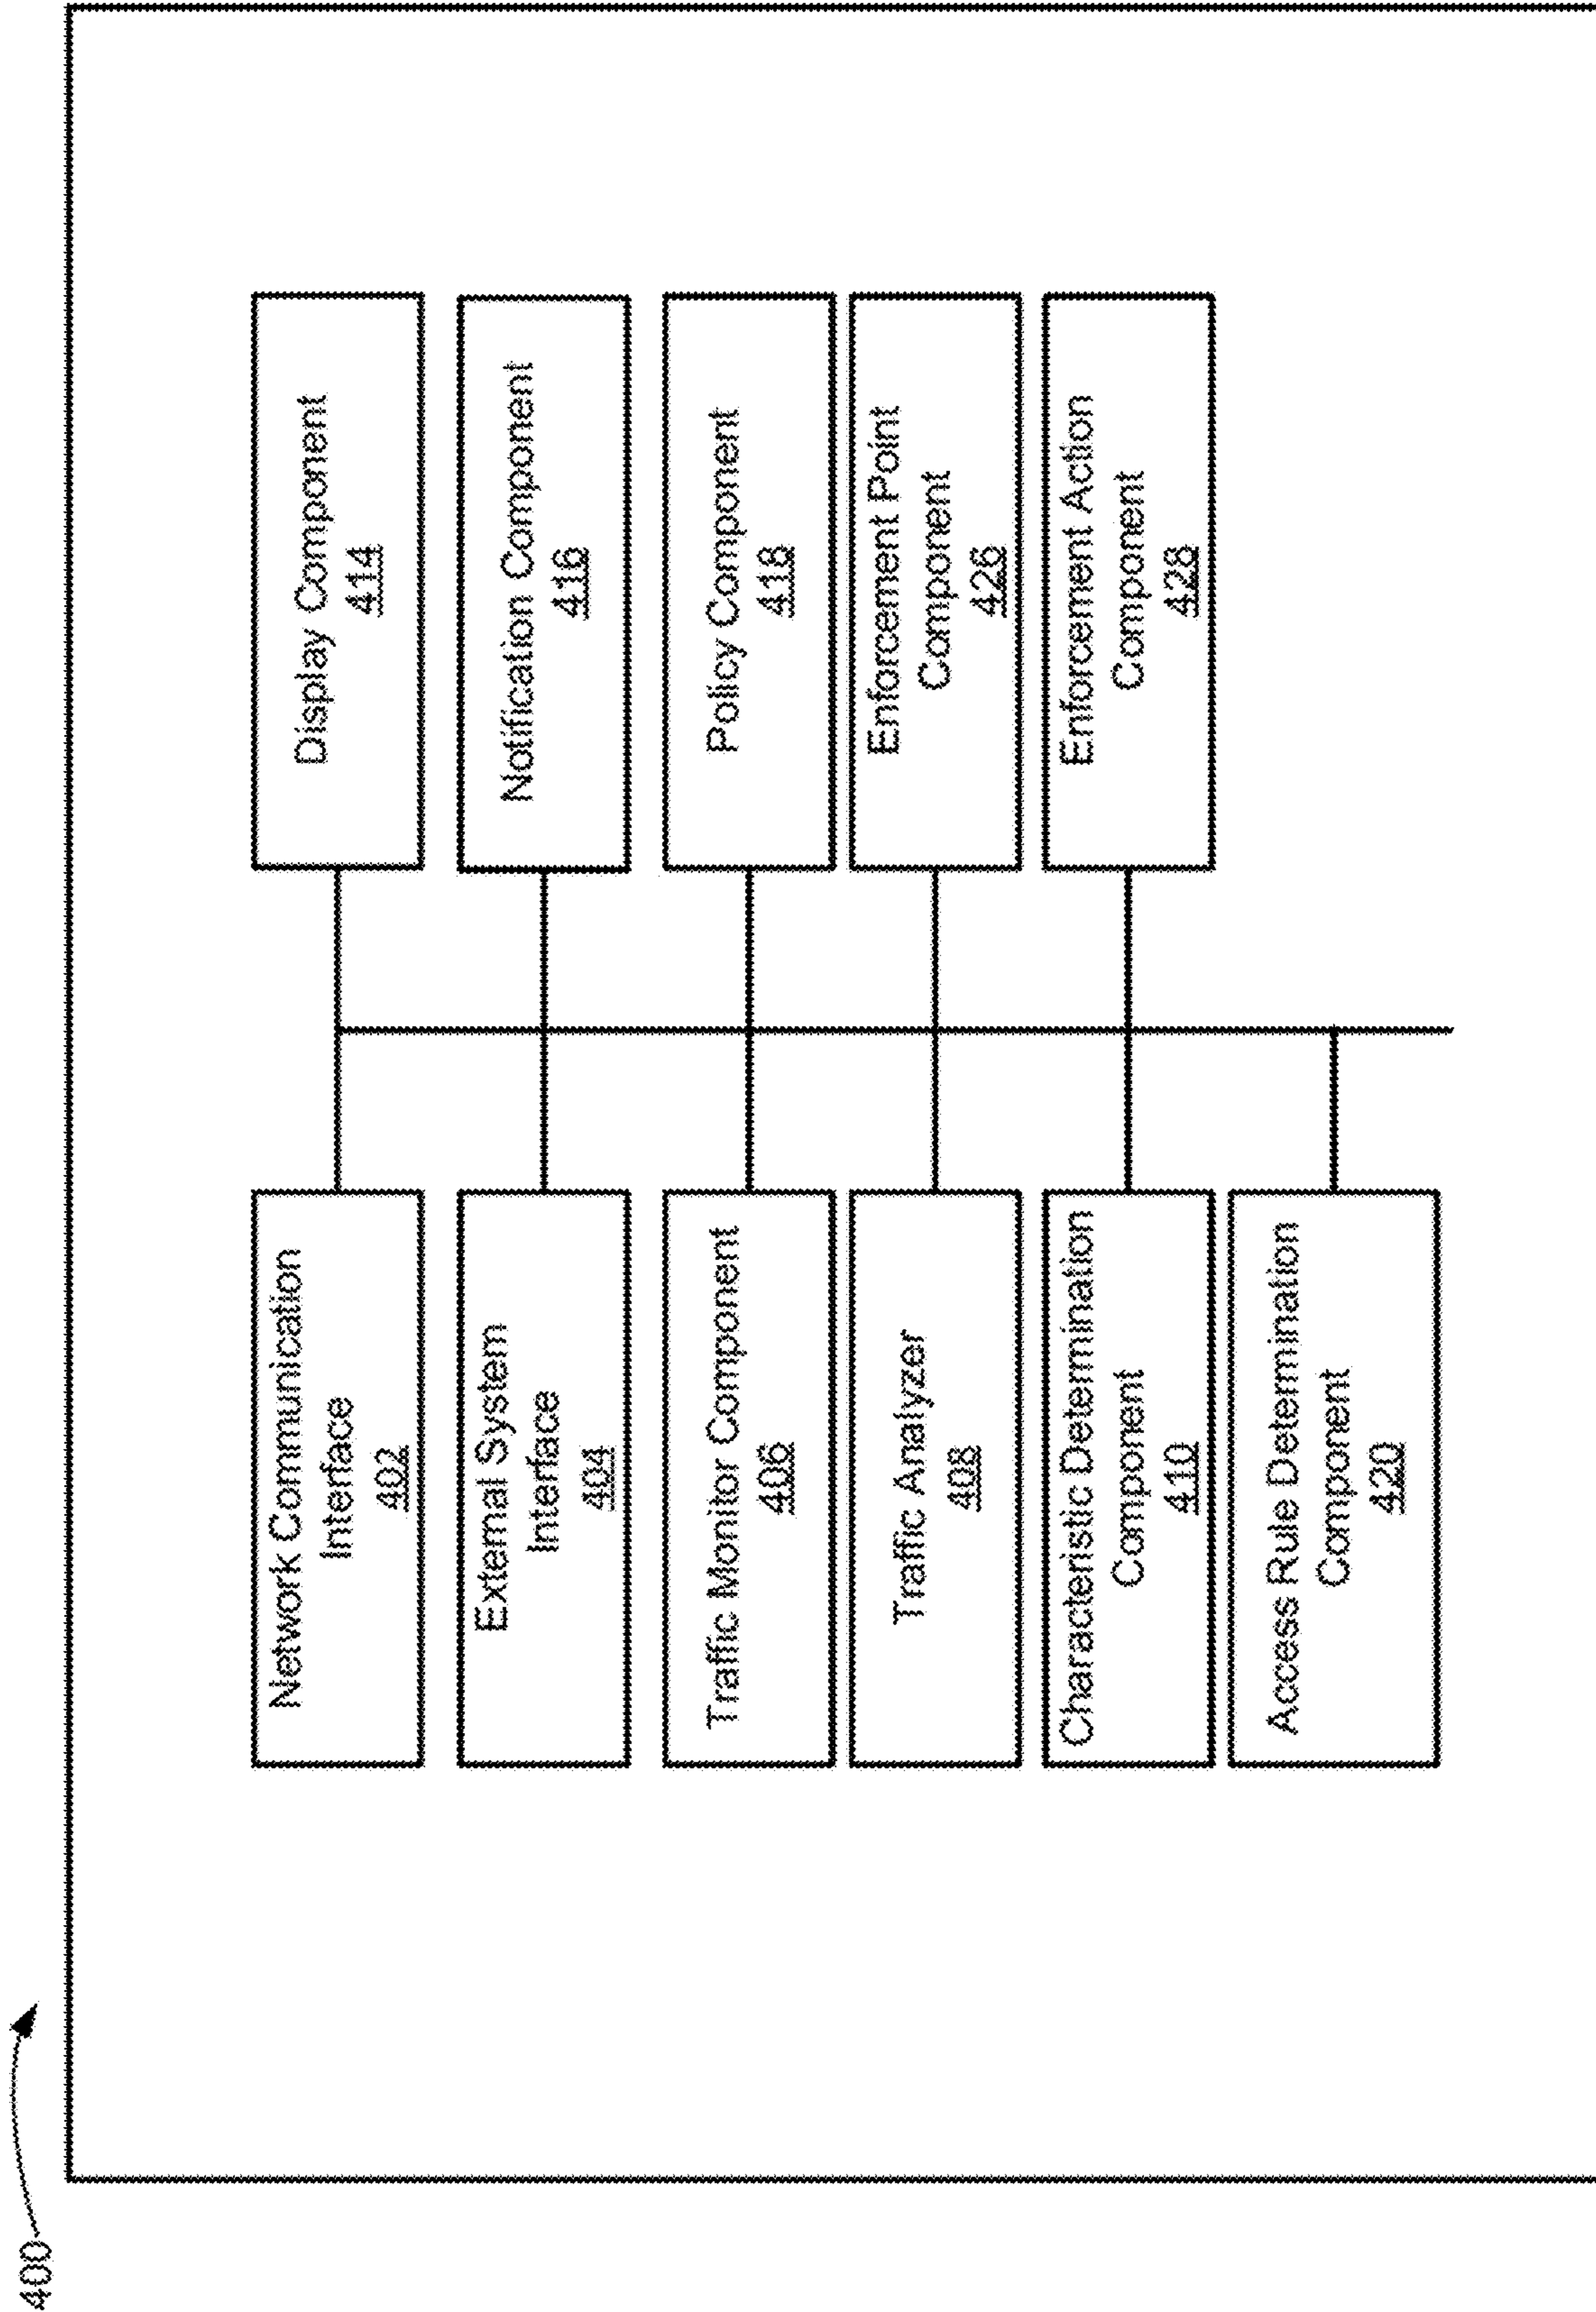 400
Network Communication
Interface
402
External System
Interface
404
Traffic Monitor Component
406
Traffic Analyzer
408
Characteristic Determination
Component
410
Access Rule Determination
Component
420
Display Component
414
Notification Component
416
Policy Component
418
Enforcement Point
Component
426
Enforcement Action
Component
428